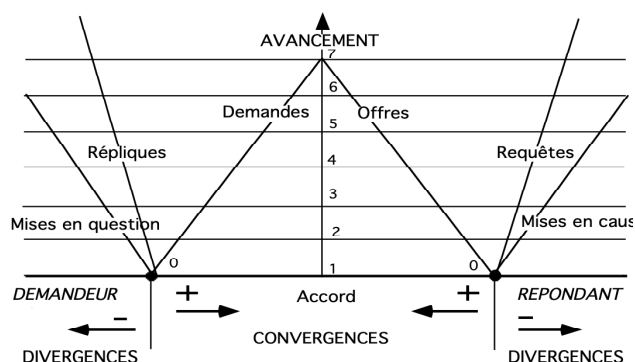 AVANCEMENT
7
6
Demandes Offres
5
Répliques Requêtes
4
3
Mises en question Mises en caus
2
0 0
1
DEMANDEUR + Accord + REPONDANT
- -
CONVERGENCES
DIVERGENCES DIVERGENCES